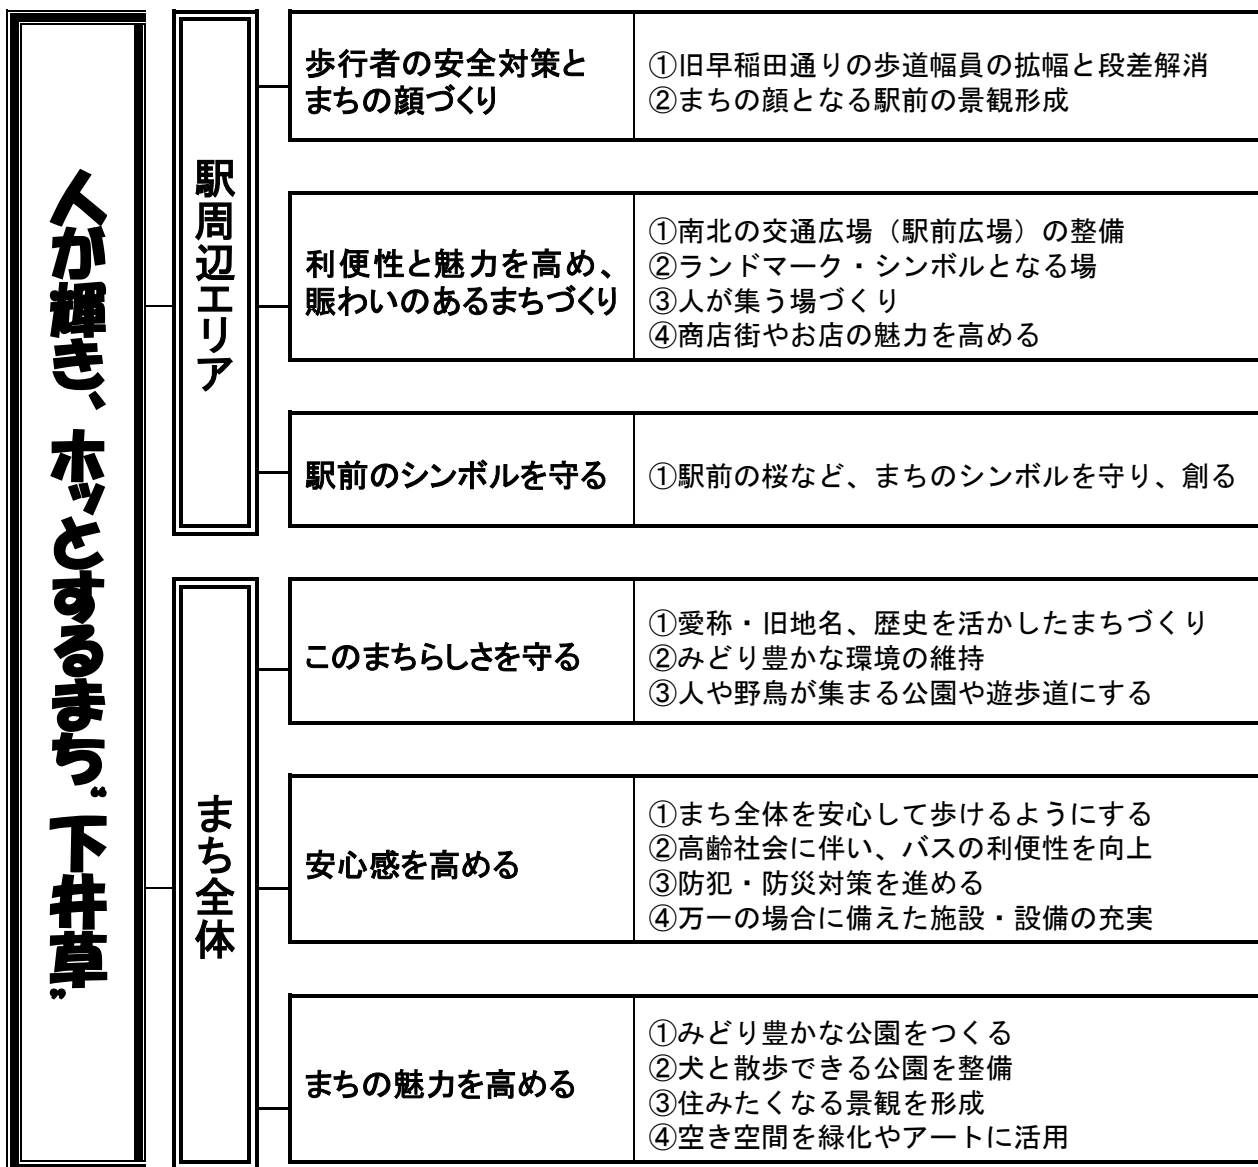 人が輝き、ホッとするまち“下井草”
駅周辺エリア
歩行者の安全対策と
まちの顔づくり
①旧早稲田通りの歩道幅員の拡幅と段差解消
②まちの顔となる駅前の景観形成
利便性と魅力を高め、
賑わいのあるまちづくり
①南北の交通広場（駅前広場）の整備
②ランドマーク・シンボルとなる場
③人が集う場づくり
④商店街やお店の魅力を高める
駅前のシンボルを守る
①駅前の桜など、まちのシンボルを守り、創る
まち全体
このまちらしさを守る
①愛称・旧地名、歴史を活かしたまちづくり
②みどり豊かな環境の維持
③人や野鳥が集まる公園や遊歩道にする
安心感を高める
①まち全体を安心して歩けるようにする
②高齢社会に伴い、バスの利便性を向上
③防犯・防災対策を進める
④万一の場合に備えた施設・設備の充実
まちの魅力を高める
①みどり豊かな公園をつくる
②犬と散歩できる公園を整備
③住みたくなる景観を形成
④空き空間を緑化やアートに活用